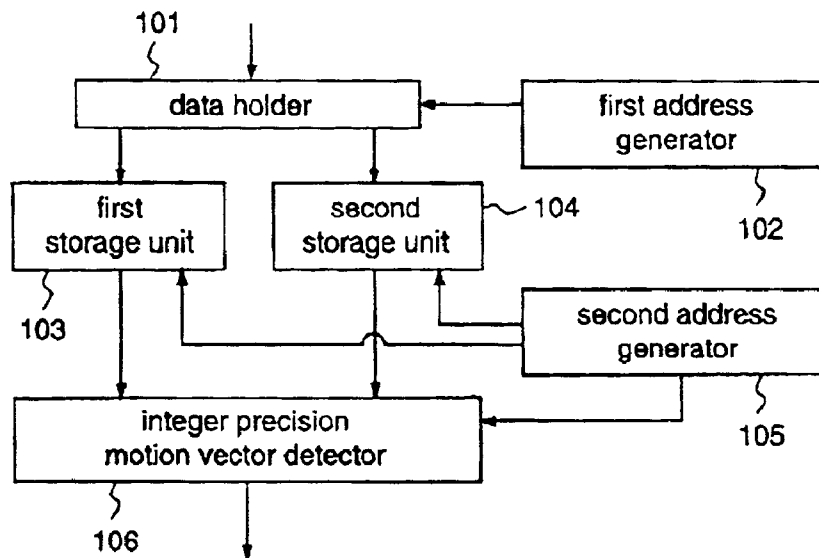 101
data holder
first address
generator
102
first
storage unit
103
second
storage unit
104
second address
generator
105
integer precision
motion vector detector
106